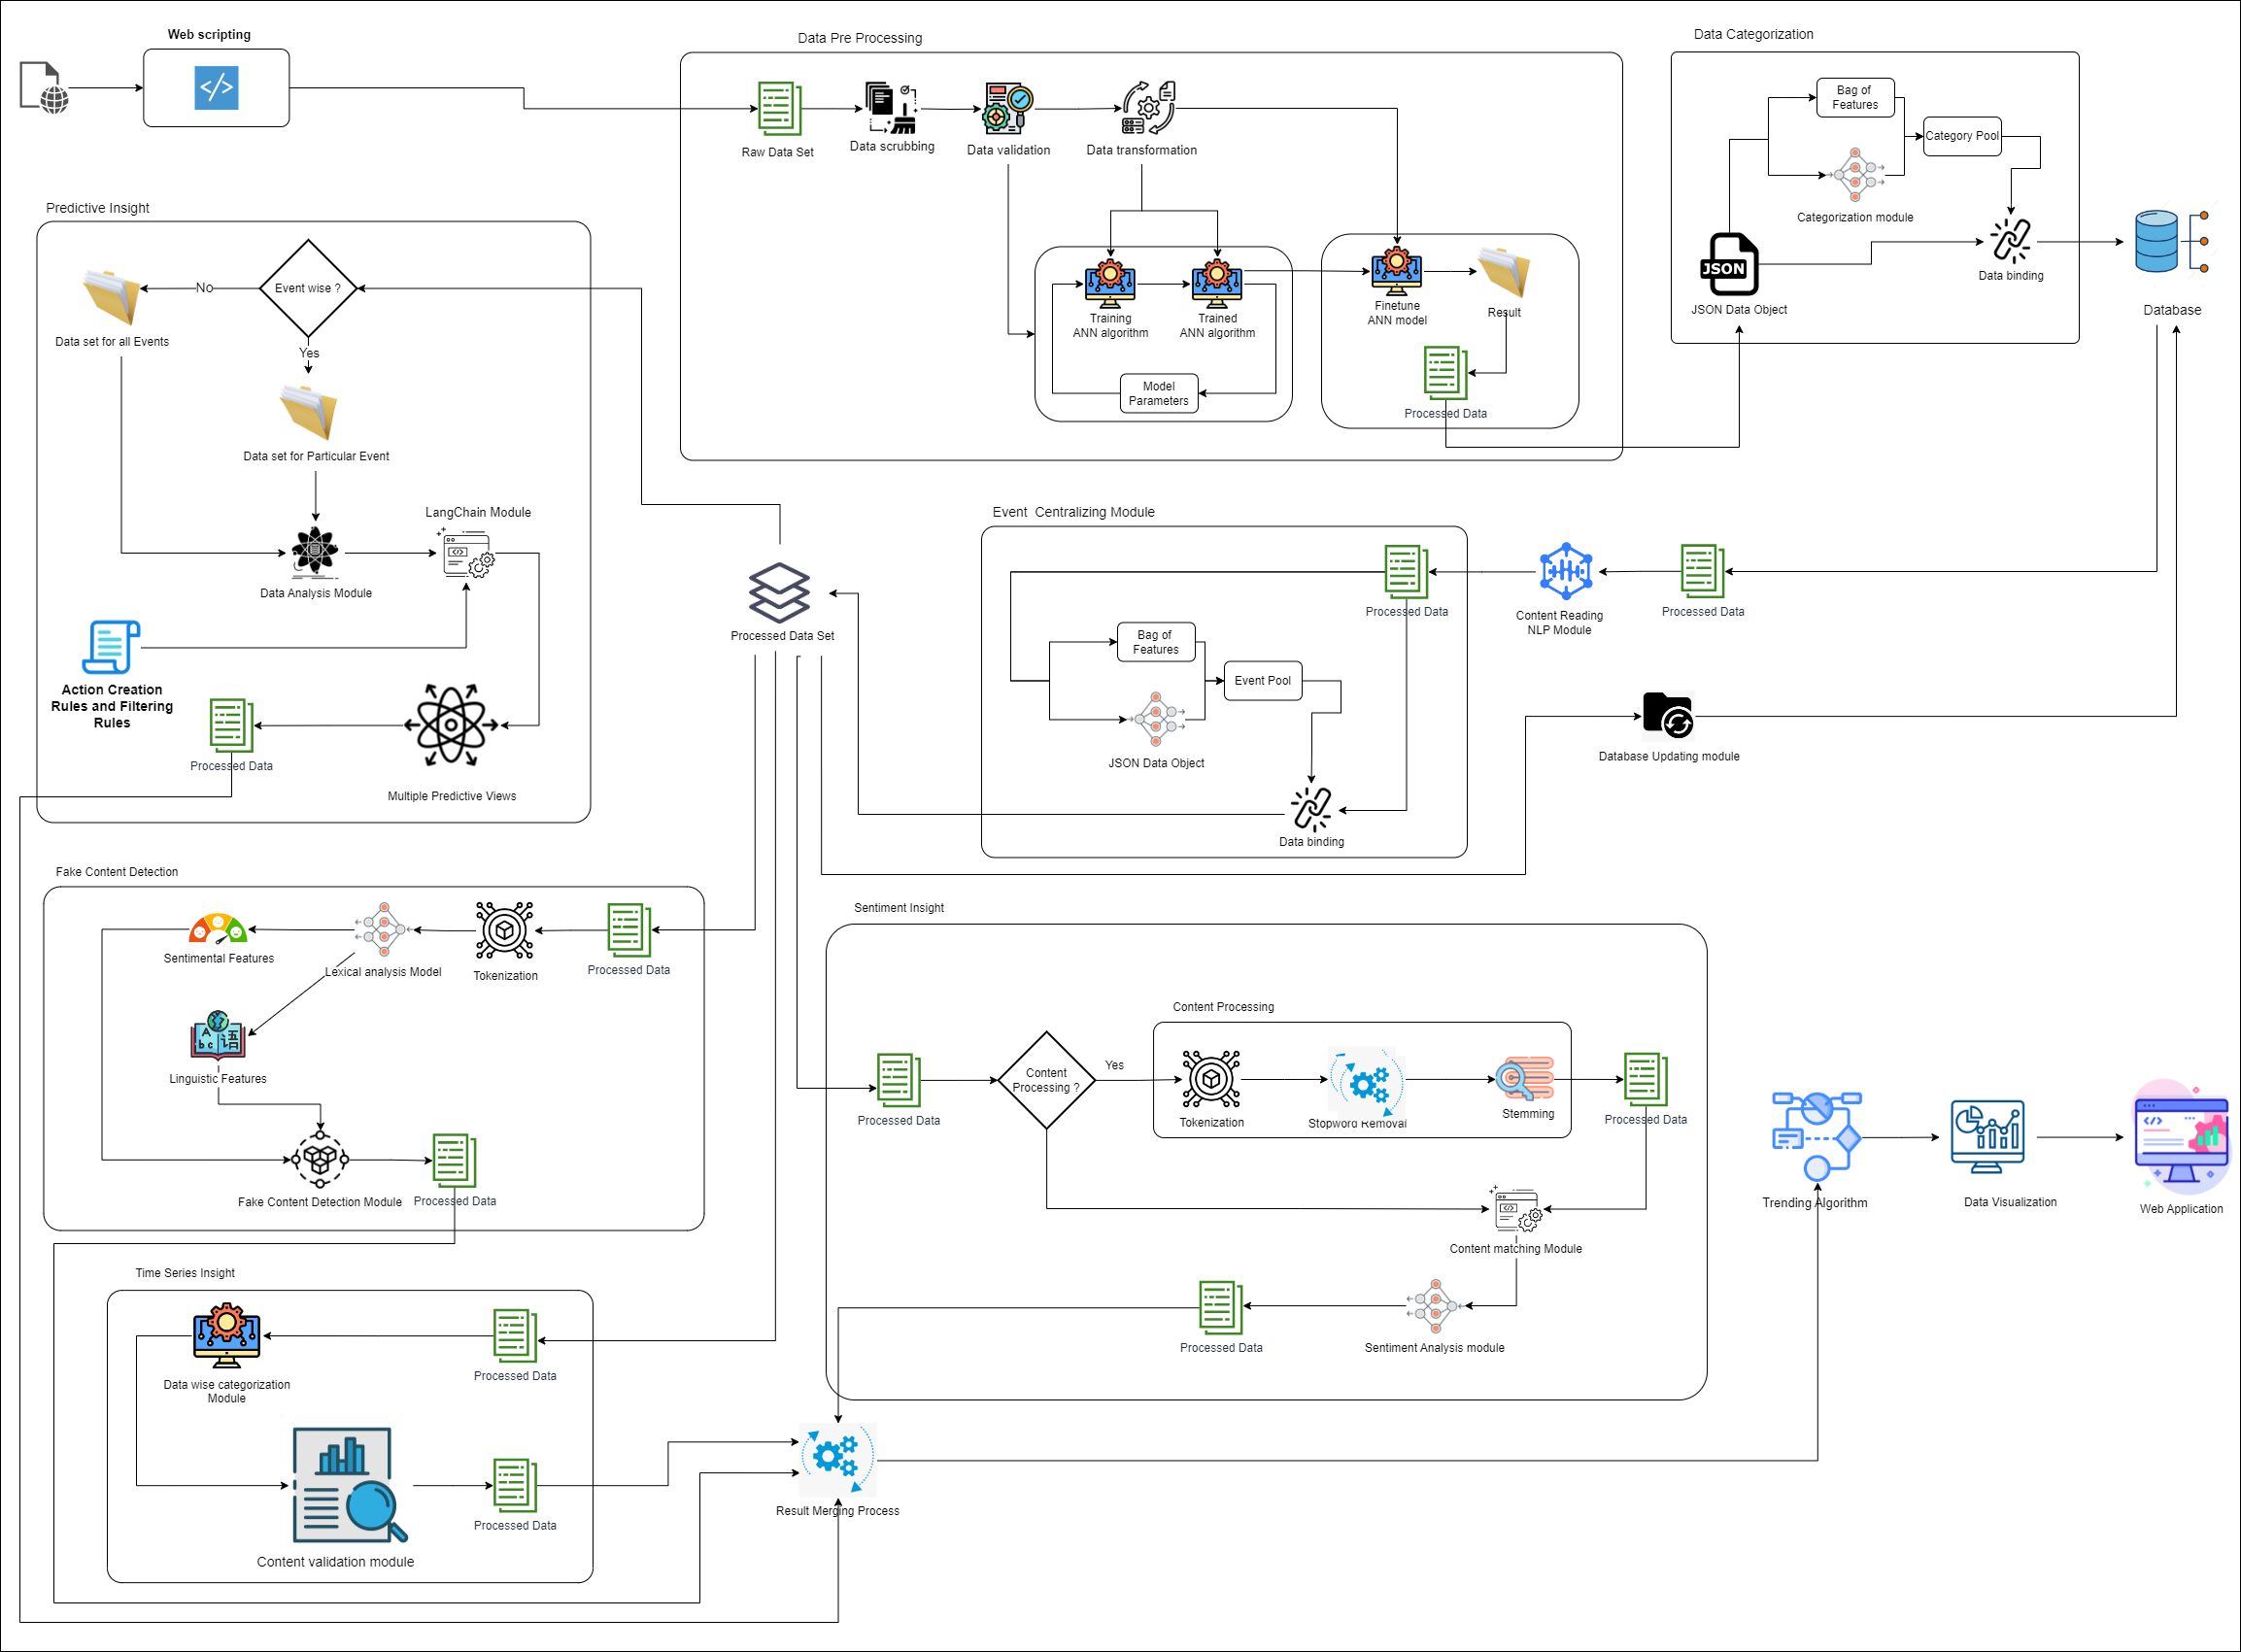 Web scripting
</>
Data Pre Processing
Raw Data Set
Data scrubbing
Data validation
Data transformation
Training
ANN algorithm
Trained
ANN algorithm
Model
Parameters
Finetune
ANN model
Result
Processed Data
Data Categorization
Bag of
Features
Category Pool
Categorization module
JSON
JSON Data Object
Data binding
Database
Predictive Insight
Event wise ?
No
Yes
Data set for all Events
Data set for Particular Event
LangChain Module
</>
Data Analysis Module
Action Creation
Rules and Filtering
Rules
Processed Data
Multiple Predictive Views
Processed Data Set
Event  Centralizing Module
Processed Data
Content Reading
NLP Module
Processed Data
Bag of
Features
Event Pool
JSON Data Object
Data binding
Database Updating module
Fake Content Detection
Sentimental Features
Lexical analysis Model
Tokenization
Processed Data
A
b c
语
Linguistic Features
Fake Content Detection Module
Processed Data
Sentiment Insight
Content Processing
Processed Data
Content
Processing ?
Yes
Tokenization
Stopword Removal
Stemming
Processed Data
</>
Content matching Module
Processed Data
Sentiment Analysis module
Time Series Insight
Data wise categorization
Module
Processed Data
Content validation module
Processed Data
Result Merging Process
Trending Algorithm
Data Visualization
</>
Web Application